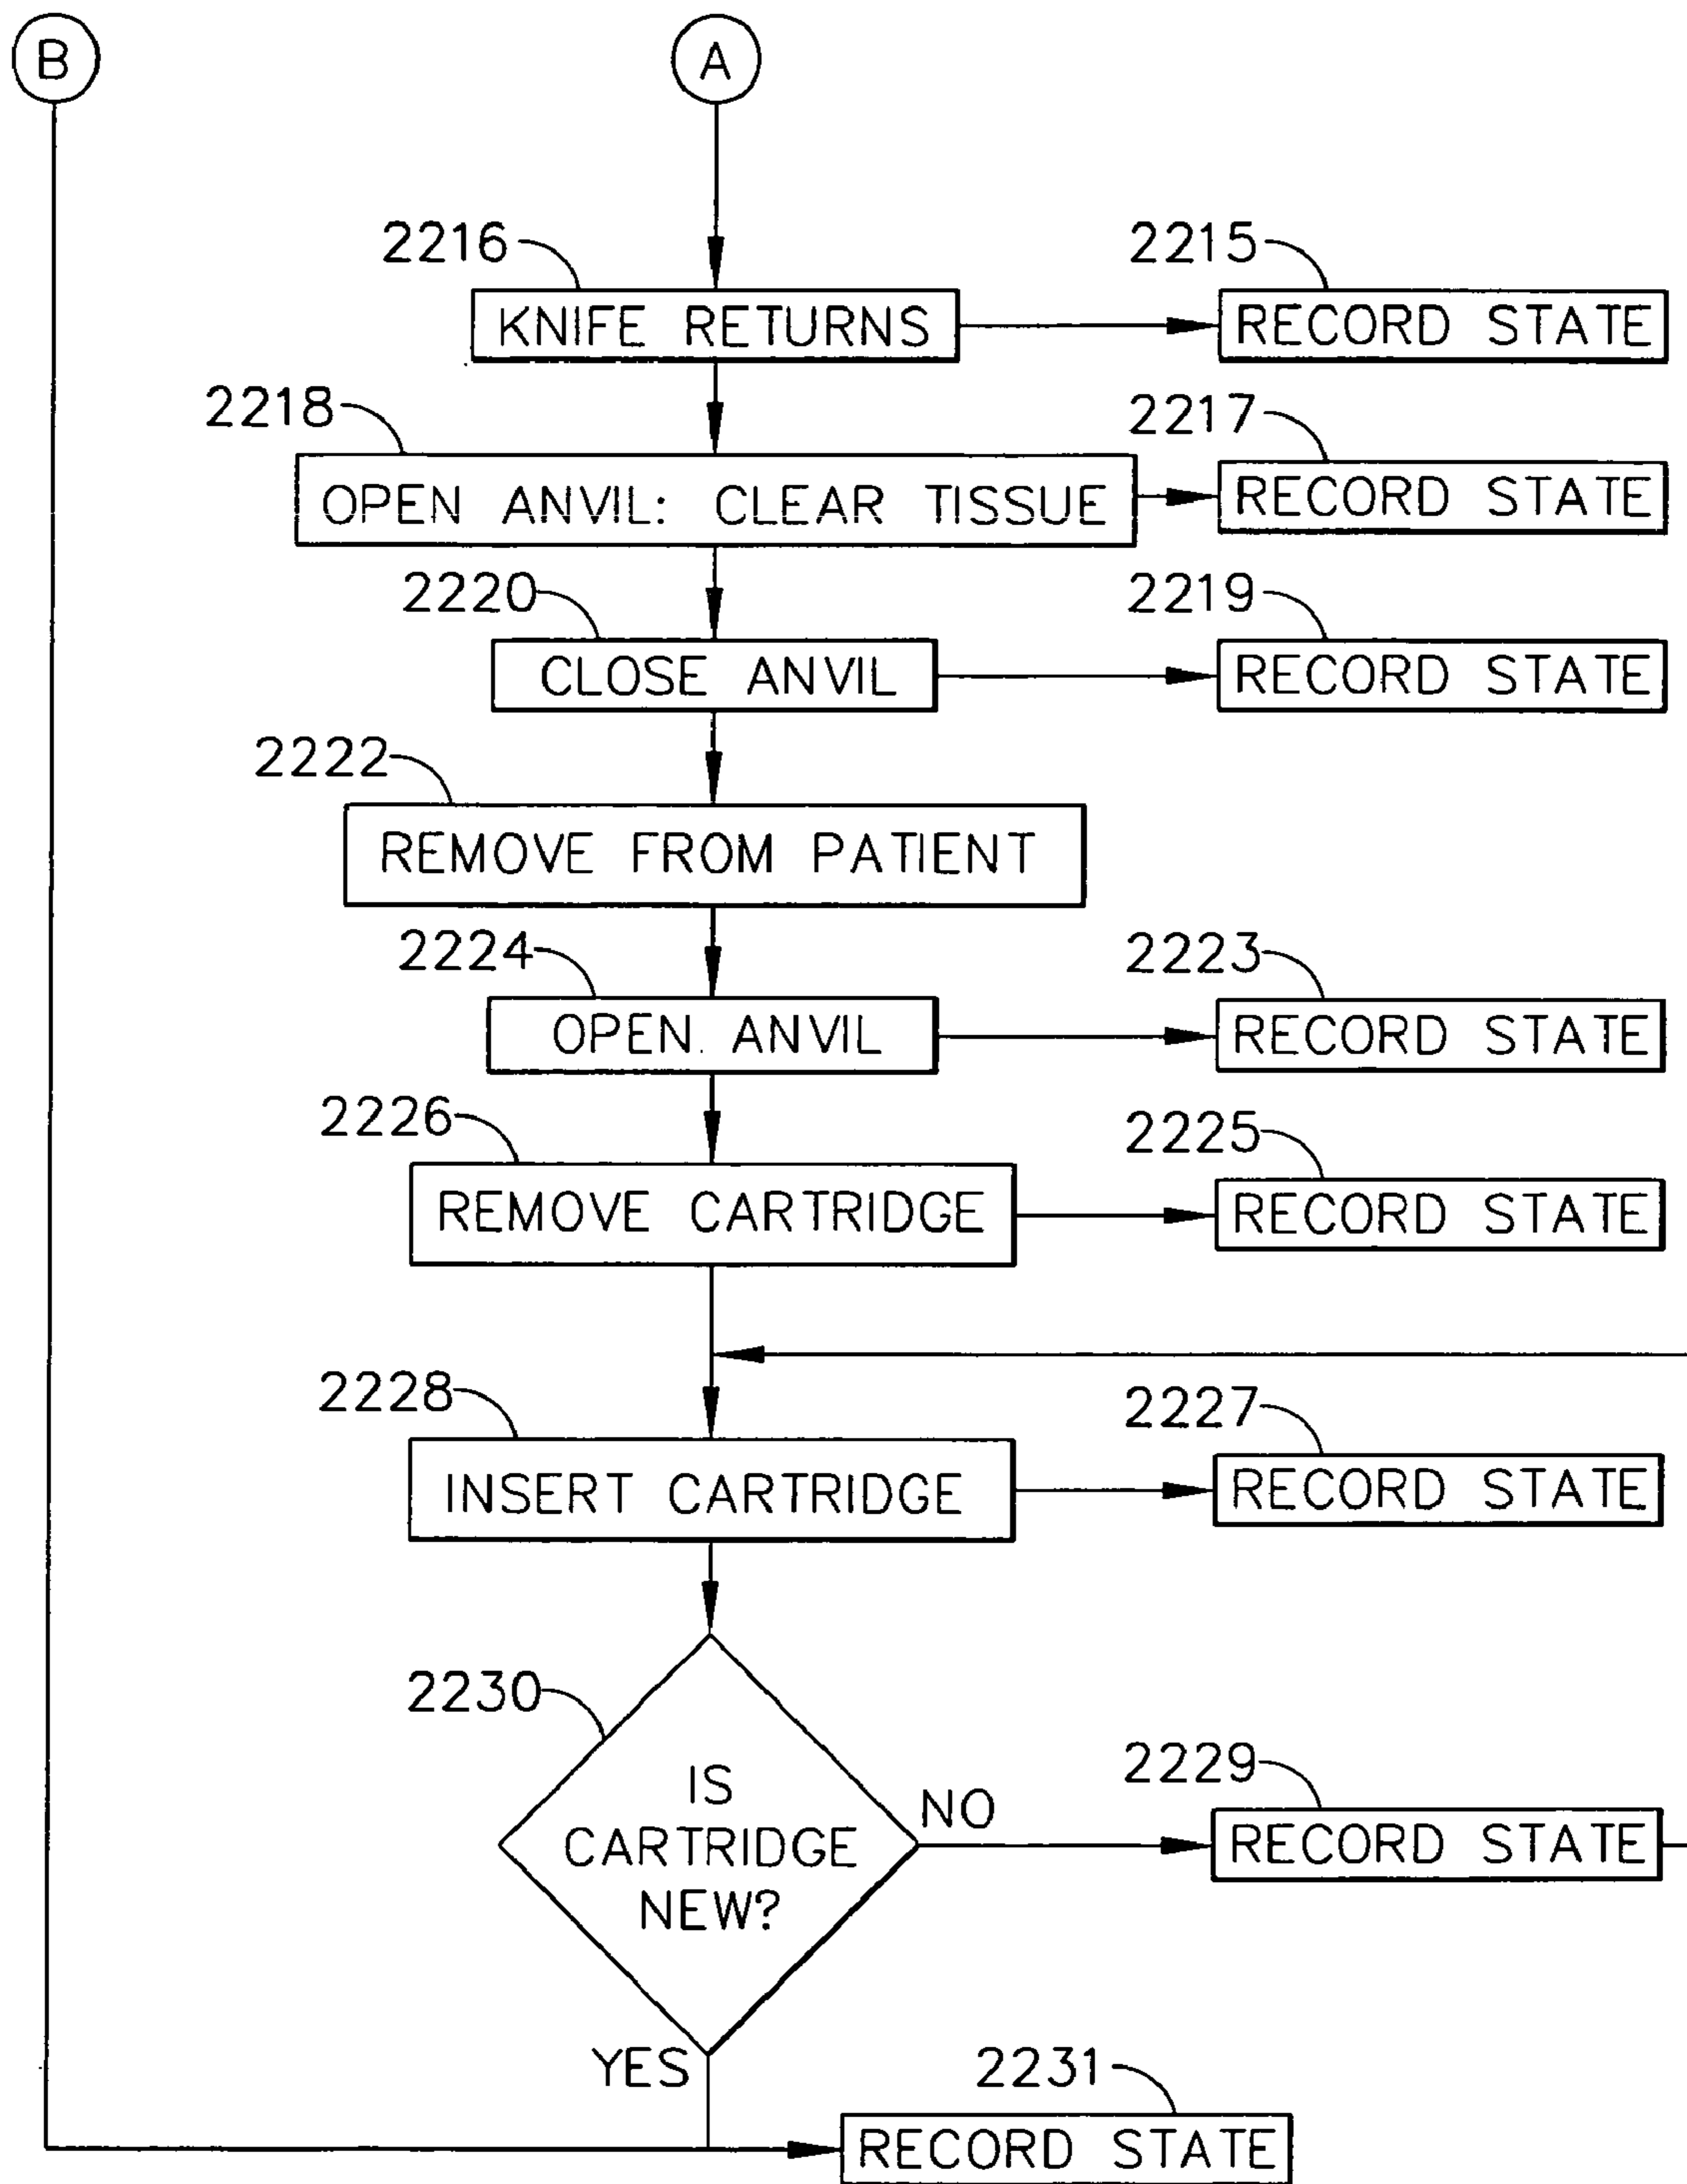 B
A
2216
2215
KNIFE RETURNS
RECORD STATE
2218
2217
OPEN ANVIL: CLEAR TISSUE
RECORD STATE
2220
2219
CLOSE ANVIL
RECORD STATE
2222
REMOVE FROM PATIENT
2224
2223
OPEN. ANVIL
RECORD STATE
2226
2225
REMOVE CARTRIDGE
RECORD STATE
2228
2227
INSERT CARTRIDGE
RECORD STATE
2230
IS
CARTRIDGE
NEW?
NO
2229
RECORD STATE
YES
2231
RECORD STATE